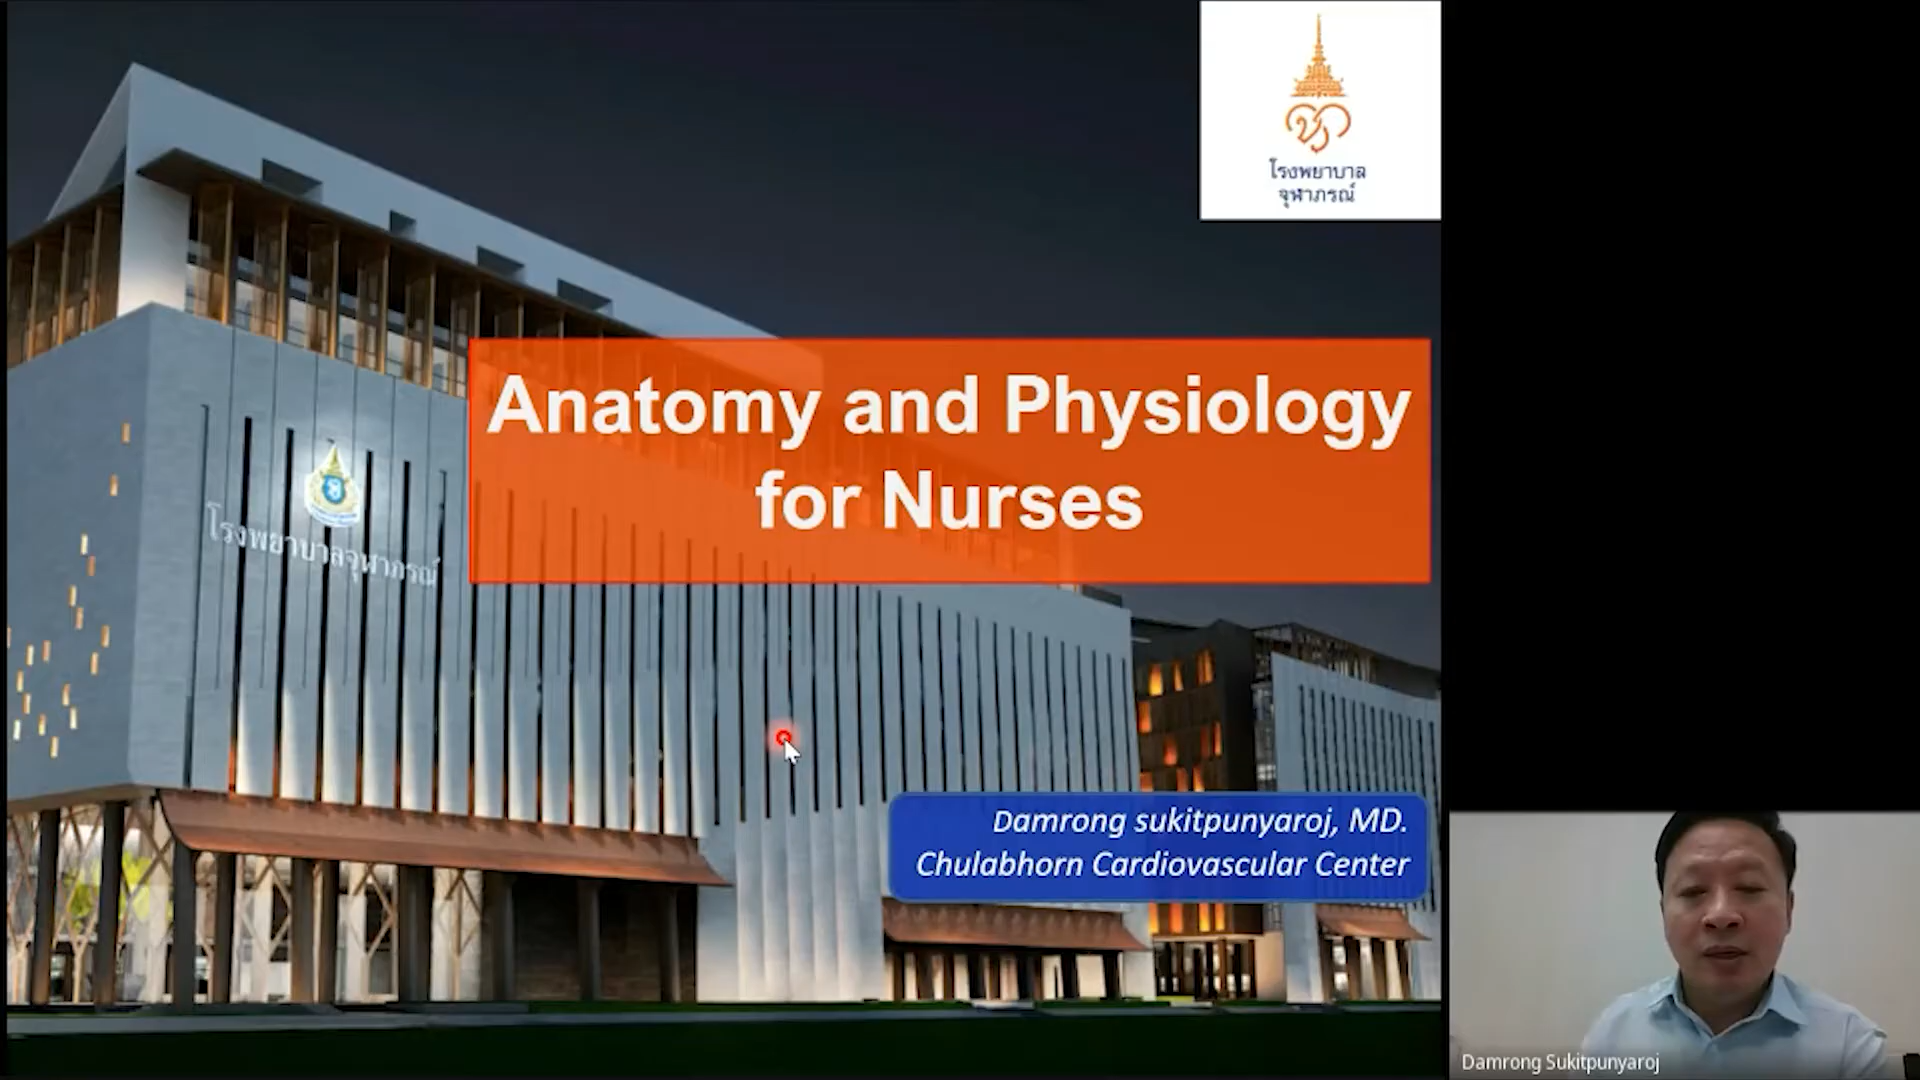 โรงพยาบาล
จุฬาภรณ์
Anatomy and Physiology
for Nurses
โรงพยาบาลจุฬาภรณ์
Damrong sukitpunyaroj, MD.
Chulabhorn Cardiovascular Center
Damrong Sukitpunyaroj